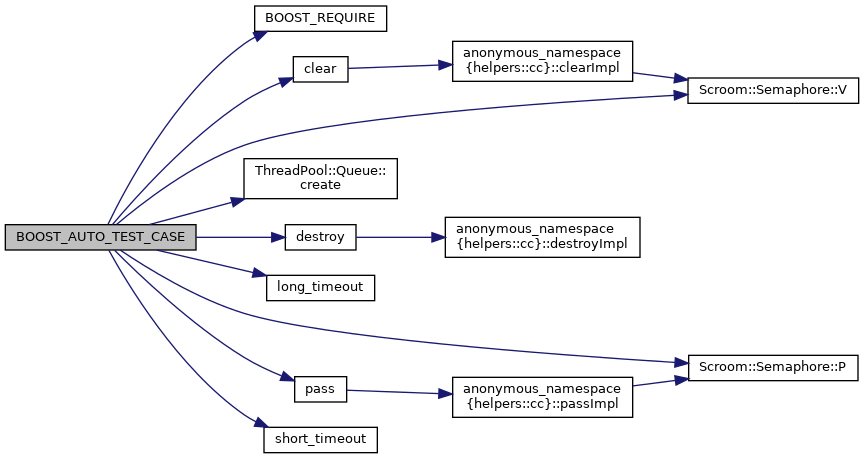 BOOST_REQUIRE
clear
anonymous_namespace
{helpers::cc}::clearImpl
Scroom::Semaphore::V
ThreadPool::Queue::
create
BOOST_AUTO_TEST_CASE
destroy
anonymous_namespace
{helpers::cc}::destroyImpl
long_timeout
Scroom::Semaphore::P
pass
anonymous_namespace
{helpers::cc}::passImpl
short_timeout